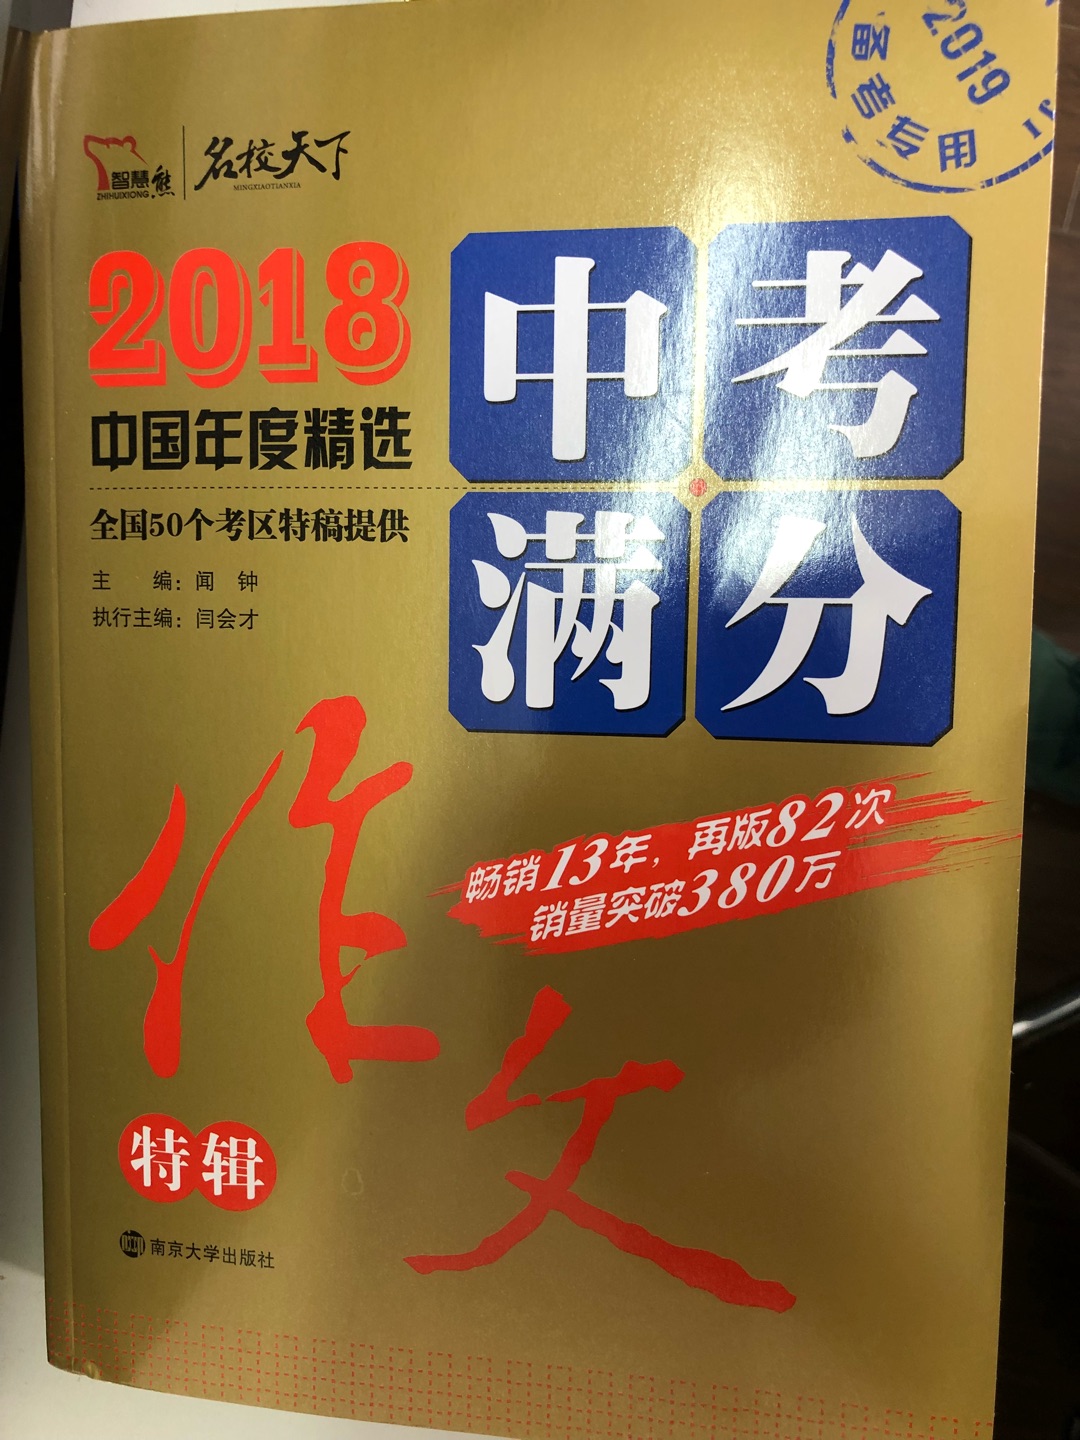 2019
备考专用
智慧熊
ZHIHUIXIONG
名校天下
MINGXIAOTIANXIA
2018
中国年度精选
全国50个考区特稿提供
主 编：闻 钟
执行主编：闫会才
中考
满分
作文
畅销13年，再版82次
销量突破380万
特辑
南京大学出版社